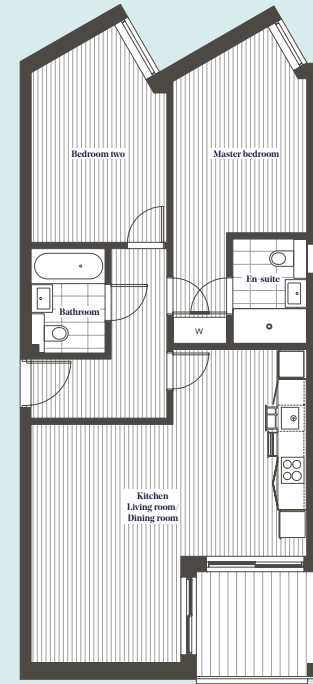 Bedroom two
Master bedroom
En-suite
Bathroom
W
Kitchen
Living room/
Dining room